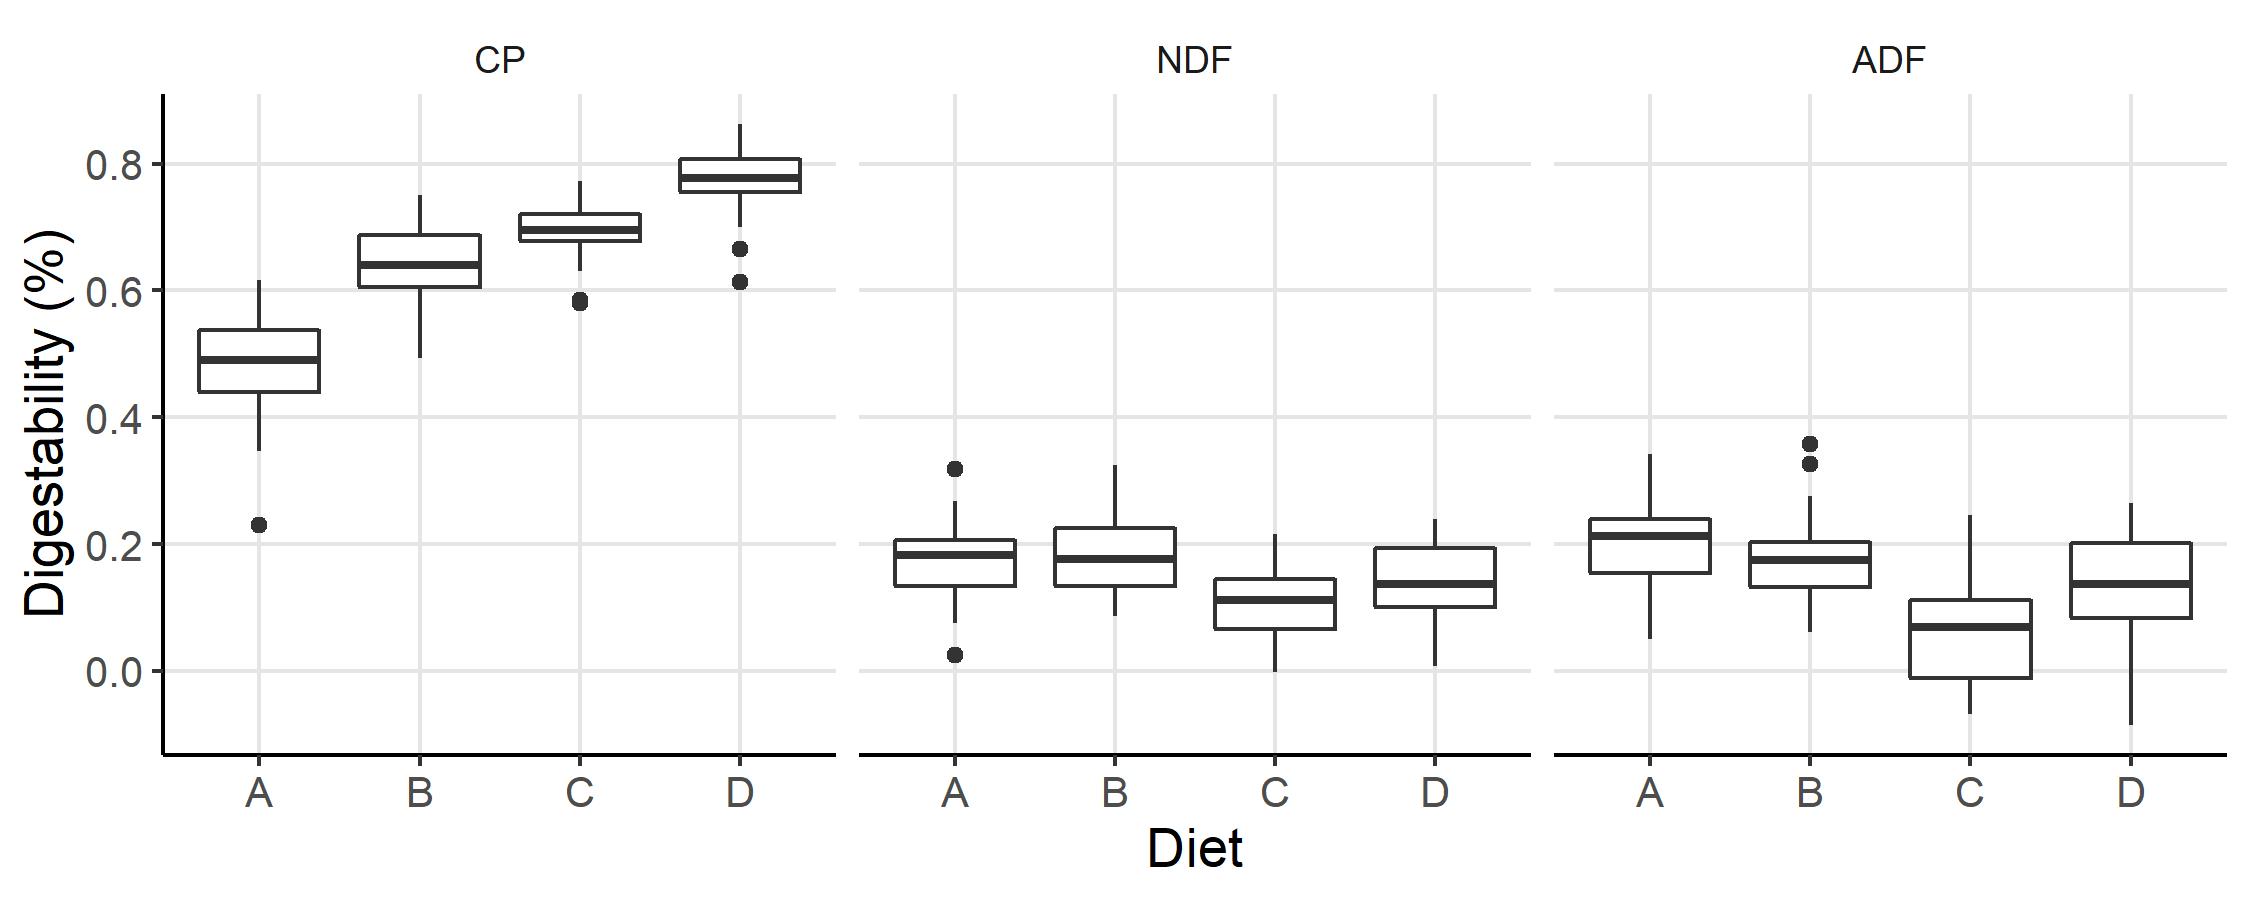 CP NDF ADF
Digestability (%)
0.8
0.6
0.4
0.2
0.0
A B C D A B C D A B C D
Diet